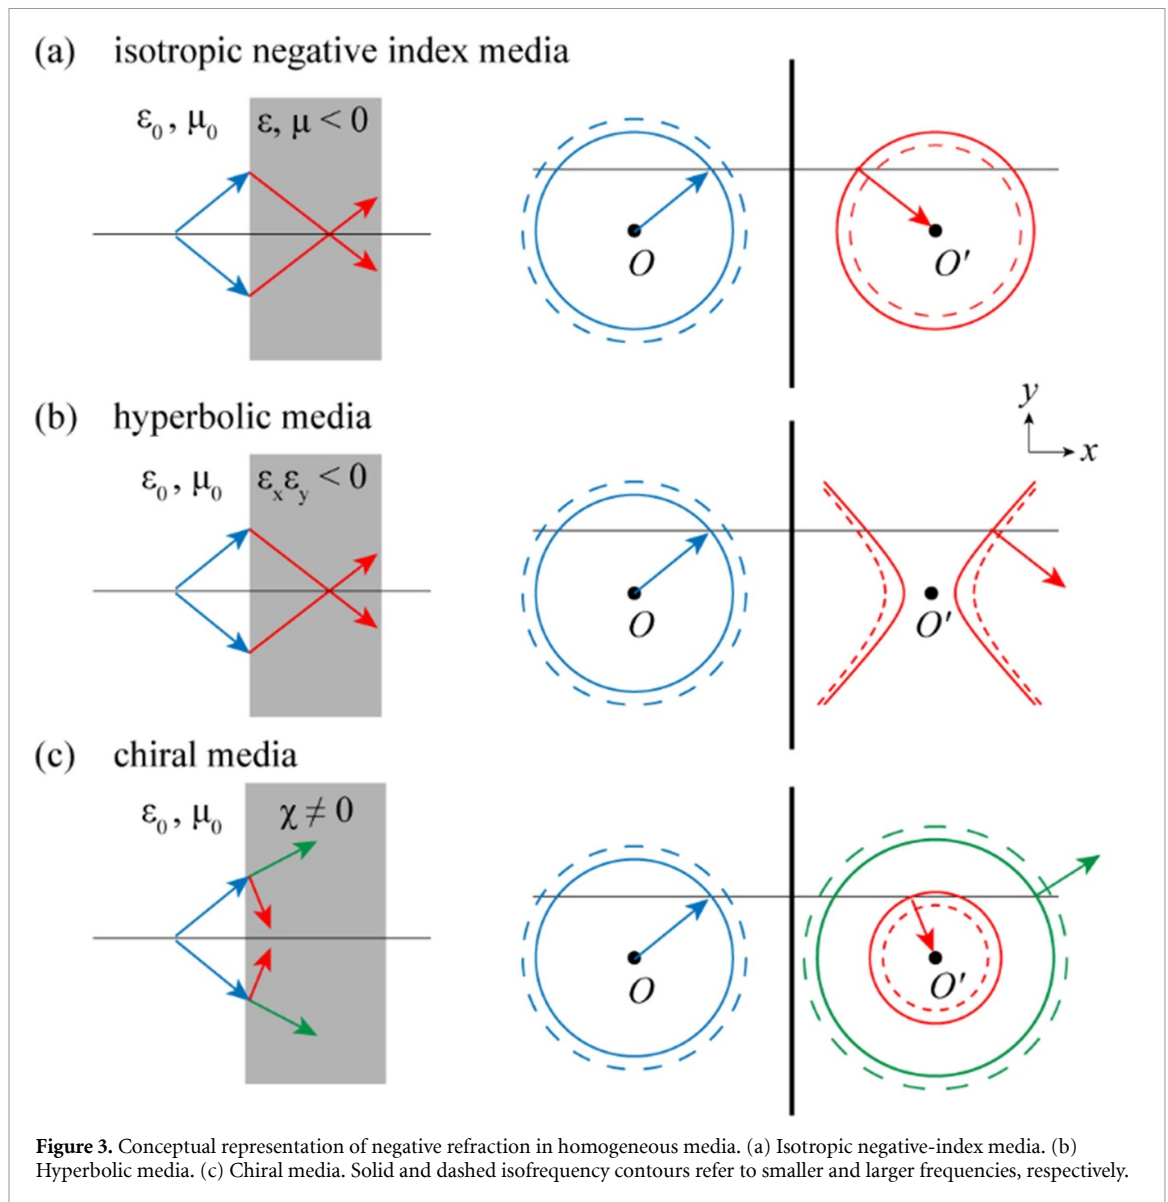 (a) isotropic negative index media
ε₀, μ₀
ε, μ < 0
O
O'
(b) hyperbolic media
ε₀, μ₀
εₓεᵧ < 0
O
O'
y
x
(c) chiral media
ε₀, μ₀
χ ≠ 0
O
O'
Figure 3. Conceptual representation of negative refraction in homogeneous media. (a) Isotropic negative-index media. (b)
Hyperbolic media. (c) Chiral media. Solid and dashed isofrequency contours refer to smaller and larger frequencies, respectively.